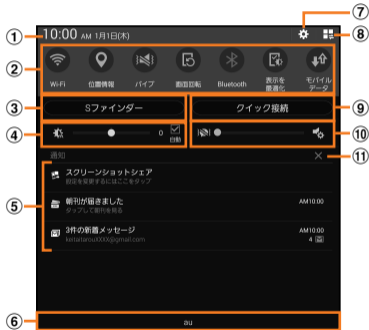 ① 10:00 AM 1月1日(木) ⑦ ⑧
② Wi-Fi 位置情報 バイブ 画面回転 Bluetooth 表示を最適化 モバイルデータ
③ Sファインダー クイック接続 ⑨
④ 0 自動 ⑩
通知 ⑪
⑤ スクリーンショットシェア
設定を変更するにはここをタップ
朝刊が届きました AM10:00
タップして朝刊を見る
3件の新着メッセージ AM10:00
keitaitarouXXXX@gmail.com 4
⑥ au